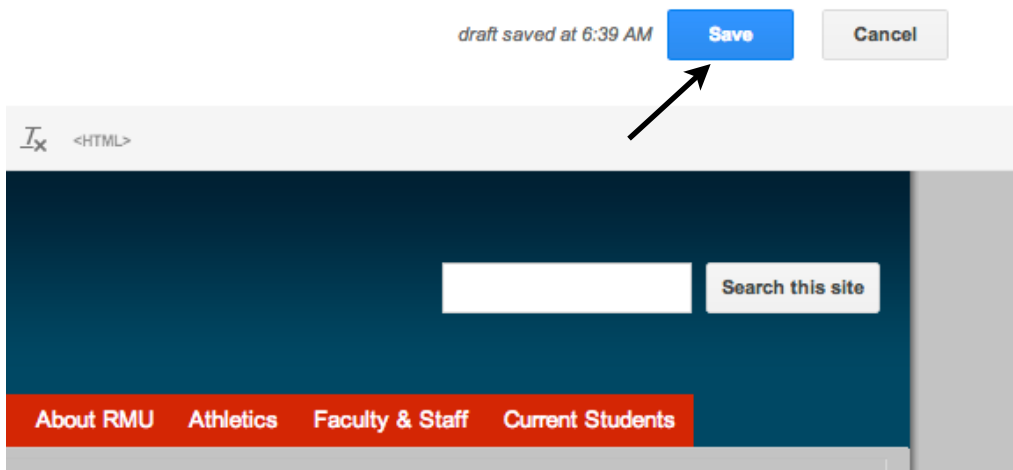 draft saved at 6:39 AM Save Cancel
<HTML>
Search this site
About RMU Athletics Faculty & Staff Current Students